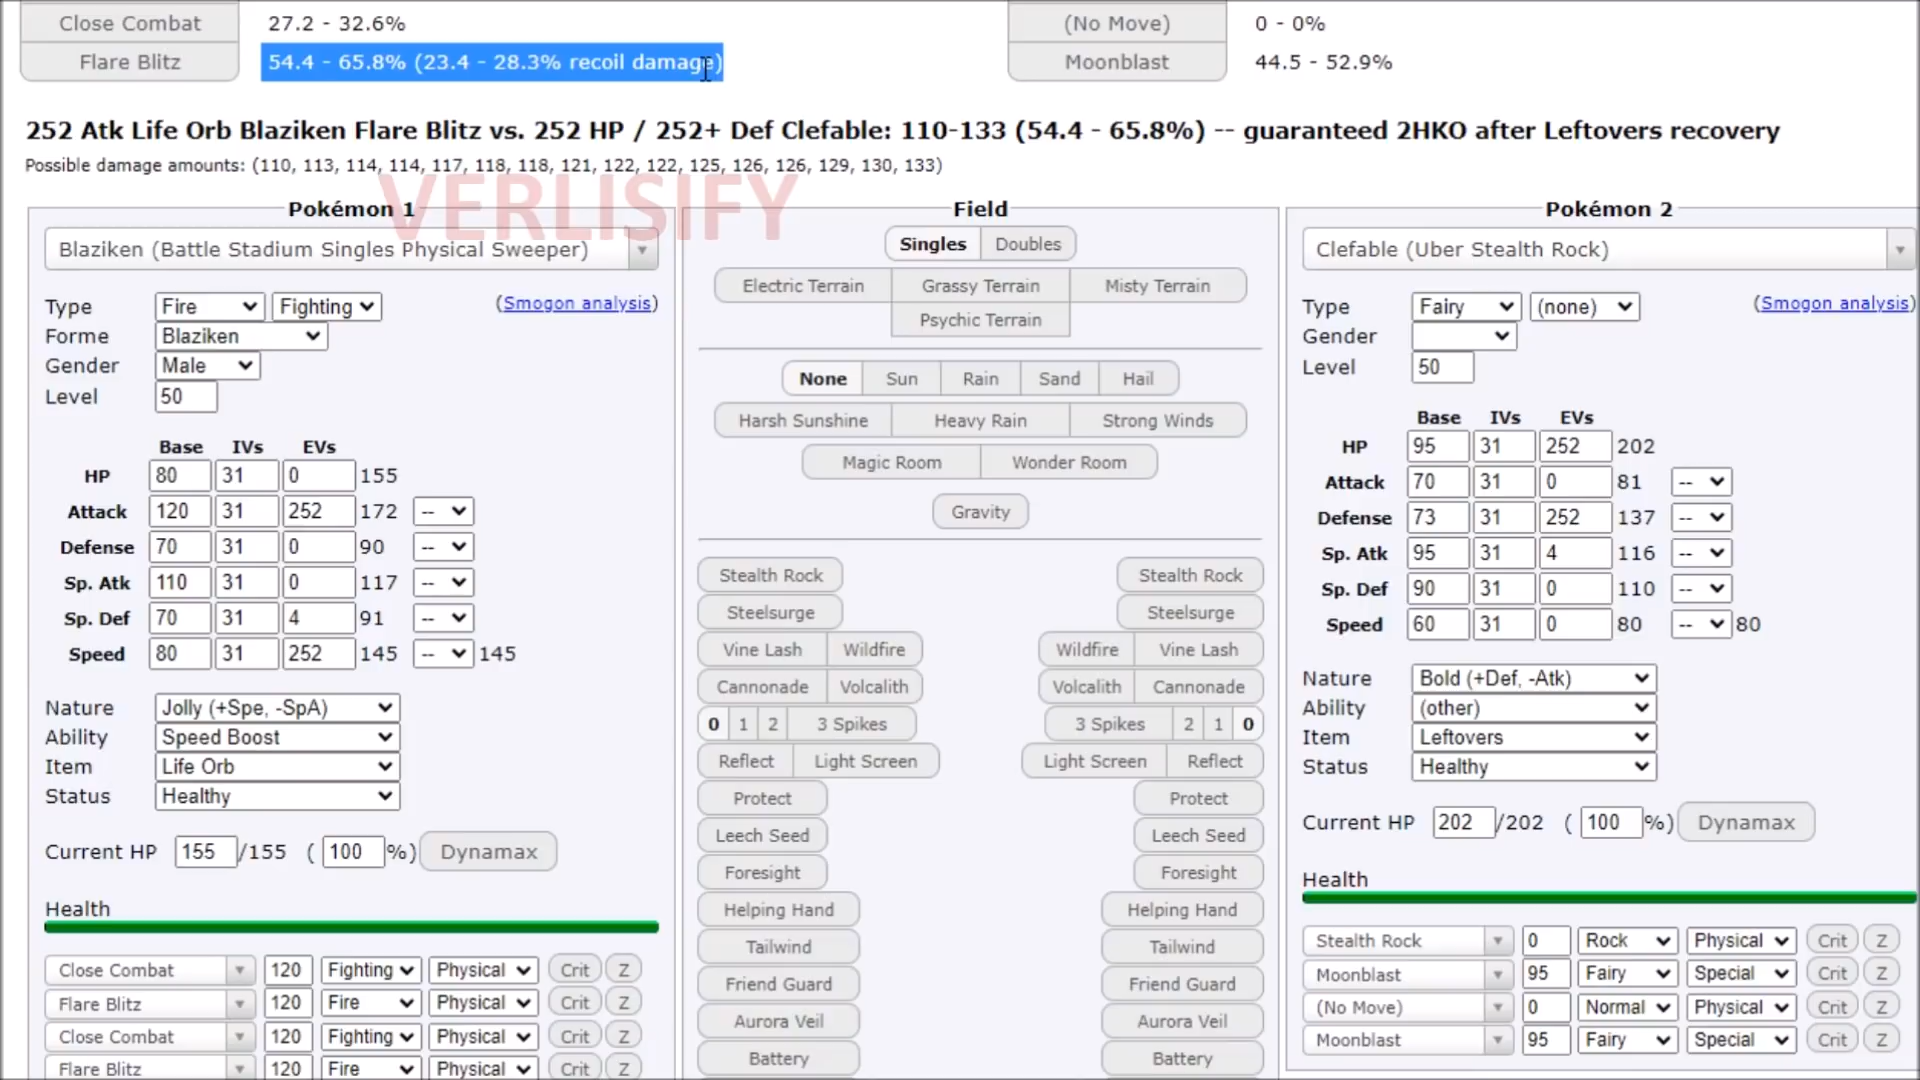 Close Combat 27.2 - 32.6% (No Move) 0 - 0%
Flare Blitz 54.4 - 65.8% (23.4 - 28.3% recoil damage) Moonblast 44.5 - 52.9%
252 Atk Life Orb Blaziken Flare Blitz vs. 252 HP / 252+ Def Clefable: 110-133 (54.4 - 65.8%) -- guaranteed 2HKO after Leftovers recovery
Possible damage amounts: (110, 113, 114, 114, 117, 118, 118, 121, 122, 122, 125, 126, 126, 129, 130, 133)
VERLISIFY
Pokémon 1
Blaziken (Battle Stadium Singles Physical Sweeper)
Type Fire Fighting (Smogon analysis)
Forme Blaziken
Gender Male
Level 50
Base IVs EVs
HP 80 31 0 155
Attack 120 31 252 172 --
Defense 70 31 0 90 --
Sp. Atk 110 31 0 117 --
Sp. Def 70 31 4 91 --
Speed 80 31 252 145 -- 145
Nature Jolly (+Spe, -SpA)
Ability Speed Boost
Item Life Orb
Status Healthy
Current HP 155 /155 ( 100 %) Dynamax
Health
Close Combat 120 Fighting Physical Crit Z
Flare Blitz 120 Fire Physical Crit Z
Close Combat 120 Fighting Physical Crit Z
Flare Blitz 120 Fire Physical Crit Z
Field
Singles Doubles
Electric Terrain Grassy Terrain Misty Terrain
Psychic Terrain
None Sun Rain Sand Hail
Harsh Sunshine Heavy Rain Strong Winds
Magic Room Wonder Room
Gravity
Stealth Rock Stealth Rock
Steelsurge Steelsurge
Vine Lash Wildfire Wildfire Vine Lash
Cannonade Volcalith Volcalith Cannonade
0 1 2 3 Spikes 3 Spikes 2 1 0
Reflect Light Screen Light Screen Reflect
Protect Protect
Leech Seed Leech Seed
Foresight Foresight
Helping Hand Helping Hand
Tailwind Tailwind
Friend Guard Friend Guard
Aurora Veil Aurora Veil
Battery Battery
Pokémon 2
Clefable (Uber Stealth Rock)
Type Fairy (none) (Smogon analysis)
Gender
Level 50
Base IVs EVs
HP 95 31 252 202
Attack 70 31 0 81 --
Defense 73 31 252 137 --
Sp. Atk 95 31 4 116 --
Sp. Def 90 31 0 110 --
Speed 60 31 0 80 -- 80
Nature Bold (+Def, -Atk)
Ability (other)
Item Leftovers
Status Healthy
Current HP 202 /202 ( 100 %) Dynamax
Health
Stealth Rock 0 Rock Physical Crit Z
Moonblast 95 Fairy Special Crit Z
(No Move) 0 Normal Physical Crit Z
Moonblast 95 Fairy Special Crit Z